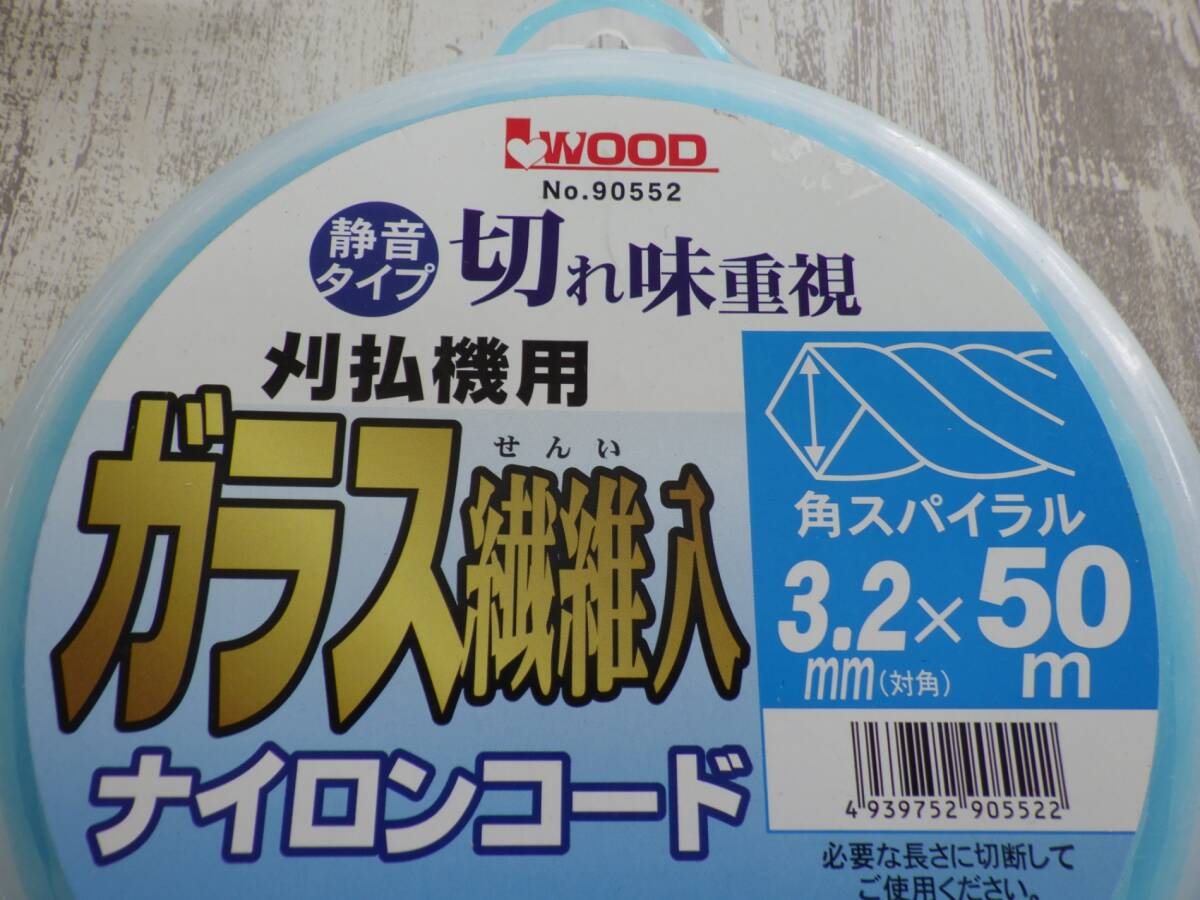 WOOD
No.90552
静音
タイプ
切れ味重視
刈払機用
せんい
ガラス繊維入
ナイロンコード
角スパイラル
3.2×50
mm(対角) m
4 939752 905522
必要な長さに切断して
ご使用ください。